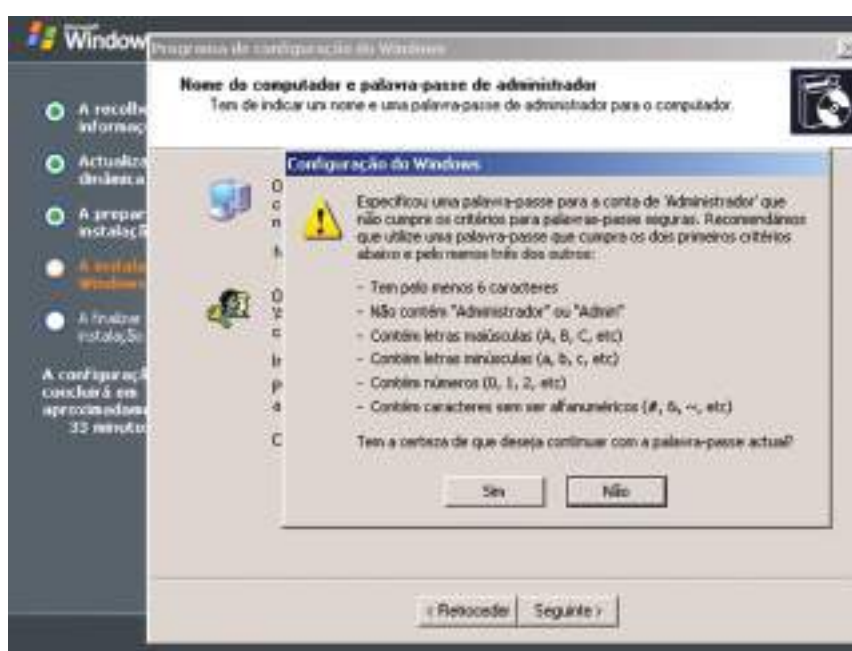 Microsoft
Window
Programa de configuração do Windows
Nome do computador e palavra-passe de administrador
Tem de indicar um nome e uma palavra-passe de administrador para o computador.
A recolhe
informaç
Actualiza
dinâmica
A prepar
instalaçã
A instala
Windows
A finalizar
instalação
A configuraçã
concluirá em
aproximadame
33 minuto
Configuração do Windows
Especificou uma palavra-passe para a conta de 'Administrador' que
não cumpre os critérios para palavras-passe seguras. Recomendamos
que utilize uma palavra-passe que cumpra os dois primeiros critérios
abaixo e pelo menos três dos outros:
- Tem pelo menos 6 caracteres
- Não contém "Administrador" ou "Admin"
- Contém letras maiúsculas (A, B, C, etc)
- Contém letras minúsculas (a, b, c, etc)
- Contém números (0, 1, 2, etc)
- Contém caracteres sem ser alfanuméricos (#, &, ~, etc)
Tem a certeza de que deseja continuar com a palavra-passe actual?
Sim
Não
< Retroceder
Seguinte >